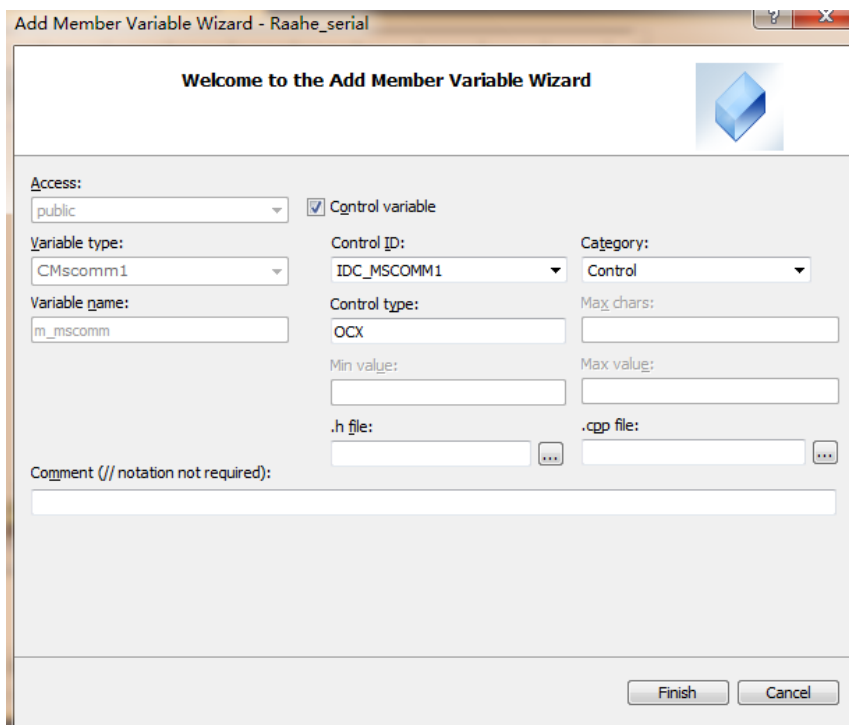 Add Member Variable Wizard - Raahe_serial
?
X
Welcome to the Add Member Variable Wizard
Access:
public
Control variable
Variable type:
Control ID:
Category:
CMscomm1
IDC_MSCOMM1
Control
Variable name:
Control type:
Max chars:
m_mscomm
OCX
Min value:
Max value:
.h file:
.cpp file:
...
...
Comment (// notation not required):
Finish
Cancel